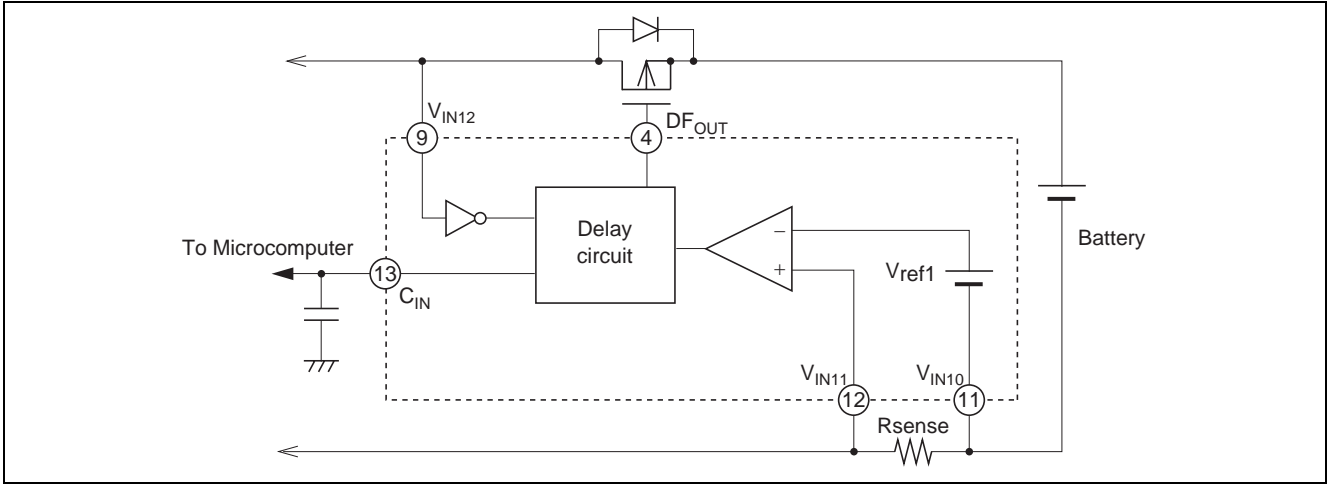 V_IN12
9
4
DF_OUT
Delay
circuit
−
+
V_ref1
Battery
To Microcomputer
13
C_IN
V_IN11
12
V_IN10
11
Rsense